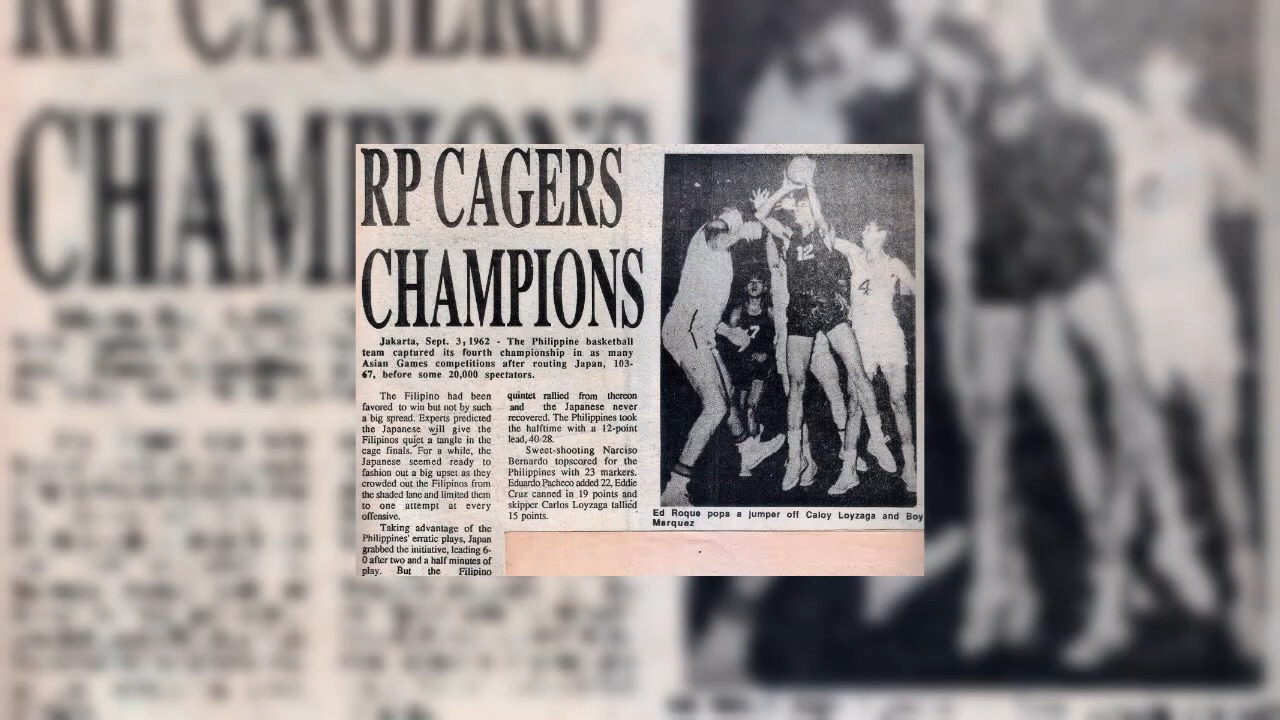 RP CAGERS
CHAMPIONS
Jakarta, Sept. 3, 1962 - The Philippine basketball
team captured its fourth championship in as many
Asian Games competitions after routing Japan, 103-
67, before some 20,000 spectators.
The Filipino had been
favored to win but not by such
a big spread. Experts predicted
the Japanese will give the
Filipinos quiet a tangle in the
cage finals. For a while, the
Japanese seemed ready to
fashion out a big upset as they
crowded out the Filipinos from
the shaded lane and limited them
to one attempt at every
offensive.
Taking advantage of the
Philippines' erratic plays, Japan
grabbed the initiative, leading 6-
0 after two and a half minutes of
play. But the Filipino
quintet rallied from thereon
and the Japanese never
recovered. The Philippines took
the halftime with a 12-point
lead, 40-28.
Sweet-shooting Narciso
Bernardo topscored for the
Philippines with 23 markers.
Eduardo Pacheco added 22, Eddie
Cruz canned in 19 points and
skipper Carlos Loyzaga tallied
15 points.
12
4
7
Ed Roque pops a jumper off Caloy Loyzaga and Boy
Marquez